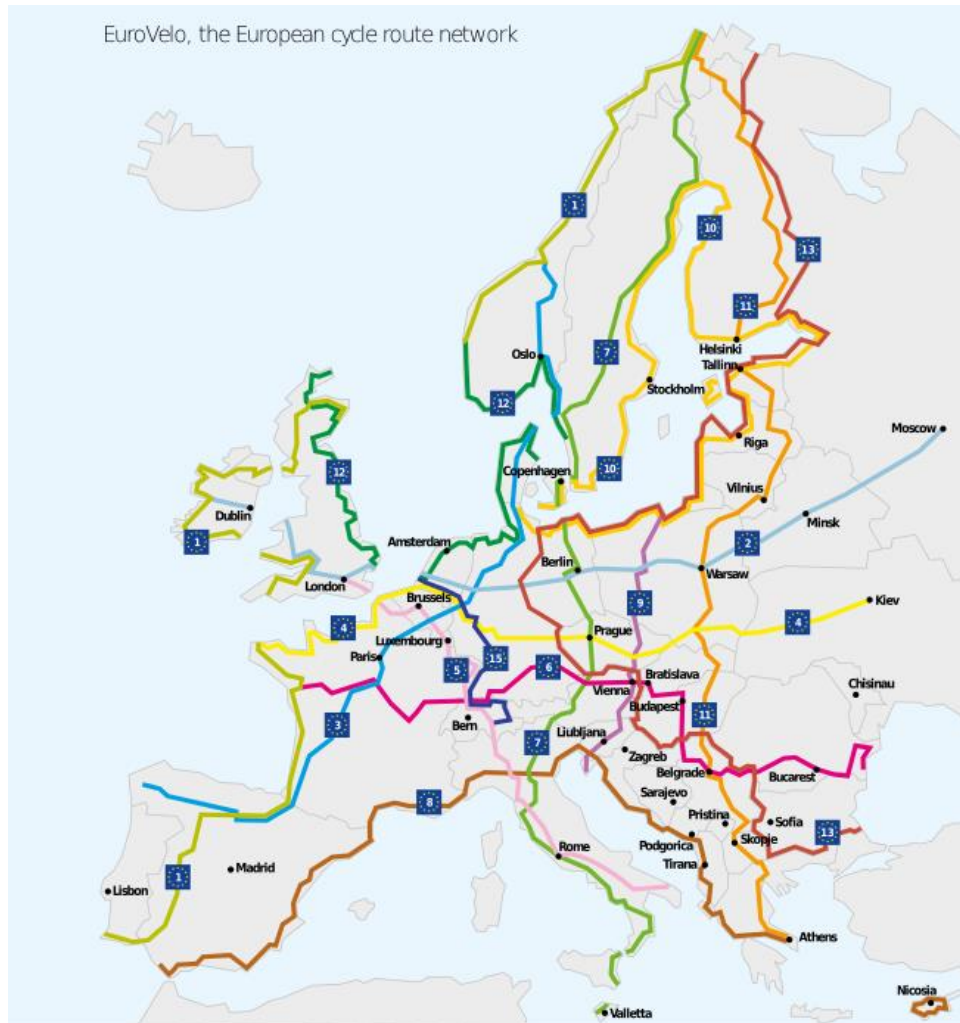 EuroVelo, the European cycle route network
1
10
13
11
Oslo
7
Helsinki
Tallinn
12
Stockholm
Moscow
Riga
10
Copenhagen
12
Vilnius
Dublin
Minsk
1
Amsterdam
2
Berlin
Warsaw
London
Brussels
9
Kiev
4
4
Luxembourg
Prague
Paris
15
5
6
Bratislava
Vienna
Chisinau
Budapest
3
Bern
11
Liubljana
7
Zagreb
Belgrade
Bucarest
Sarajevo
8
Pristina
Sofia
13
Podgorica
Skopje
Rome
Tirana
Madrid
1
Lisbon
Athens
Nicosia
Valletta